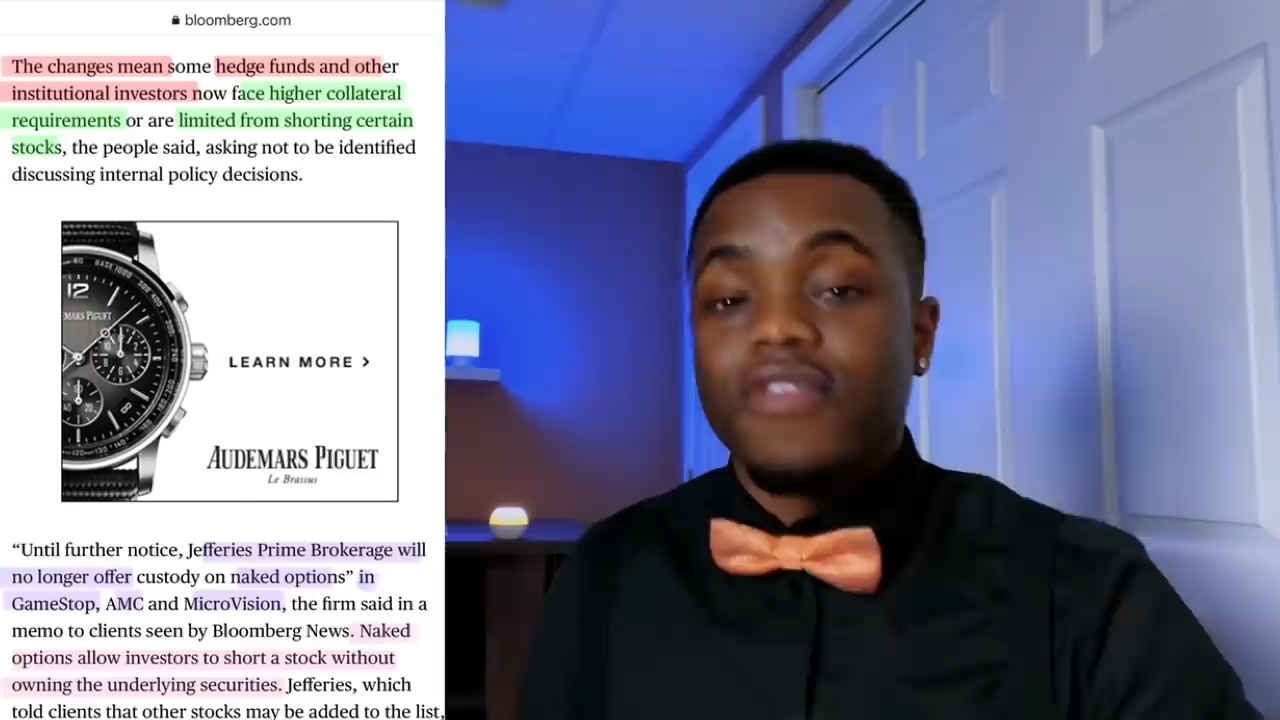 bloomberg.com
The changes mean some hedge funds and other
institutional investors now face higher collateral
requirements or are limited from shorting certain
stocks, the people said, asking not to be identified
discussing internal policy decisions.
12
LEARN MORE >
AUDEMARS PIGUET
Le Brassus
“Until further notice, Jefferies Prime Brokerage will
no longer offer custody on naked options” in
GameStop, AMC and MicroVision, the firm said in a
memo to clients seen by Bloomberg News. Naked
options allow investors to short a stock without
owning the underlying securities. Jefferies, which
told clients that other stocks may be added to the list,